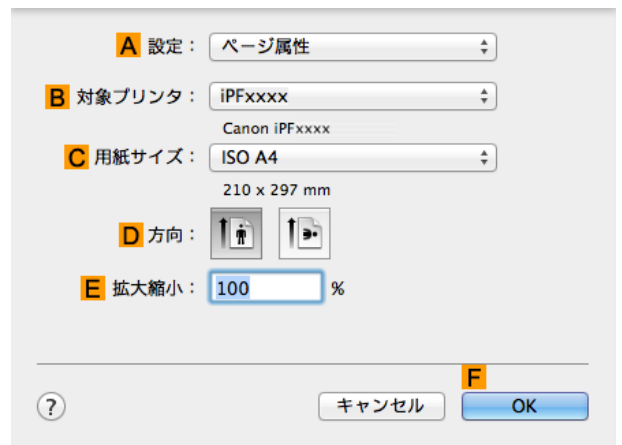 A 設定： ページ属性
B 対象プリンタ： iPFxxxx
Canon iPFxxxx
C 用紙サイズ： ISO A4
210 x 297 mm
D 方向：
E 拡大縮小： 100 %
F
? キャンセル OK